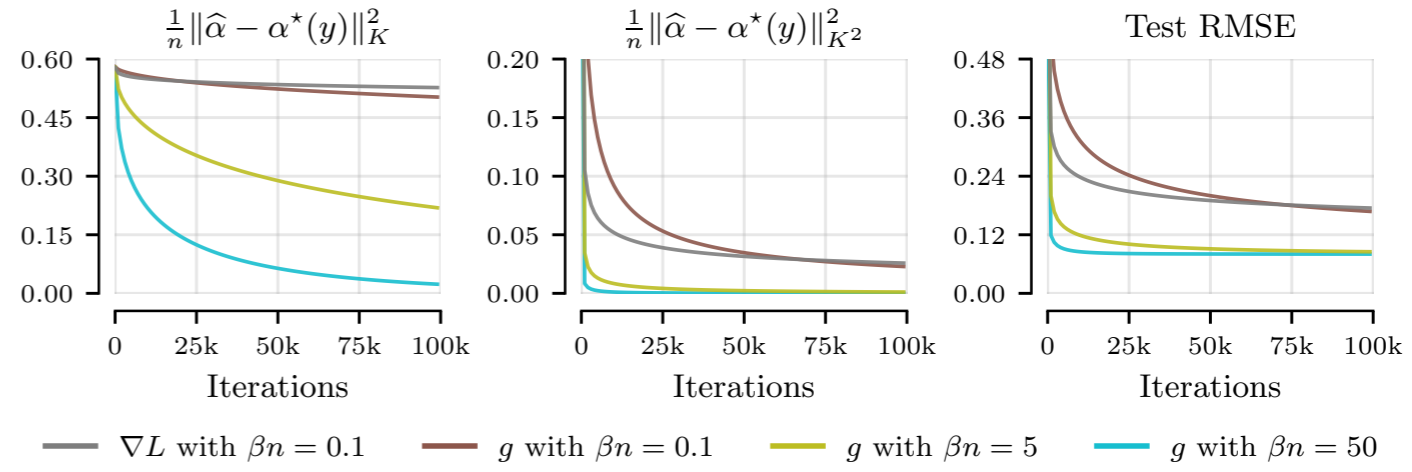 1/n ‖α̂ − α⋆(y)‖²_K
1/n ‖α̂ − α⋆(y)‖²_{K²}
Test RMSE
0.60
0.45
0.30
0.15
0.00
0 25k 50k 75k 100k
Iterations
0.20
0.15
0.10
0.05
0.00
0 25k 50k 75k 100k
Iterations
0.48
0.36
0.24
0.12
0.00
0 25k 50k 75k 100k
Iterations
∇L with βn = 0.1
g with βn = 0.1
g with βn = 5
g with βn = 50